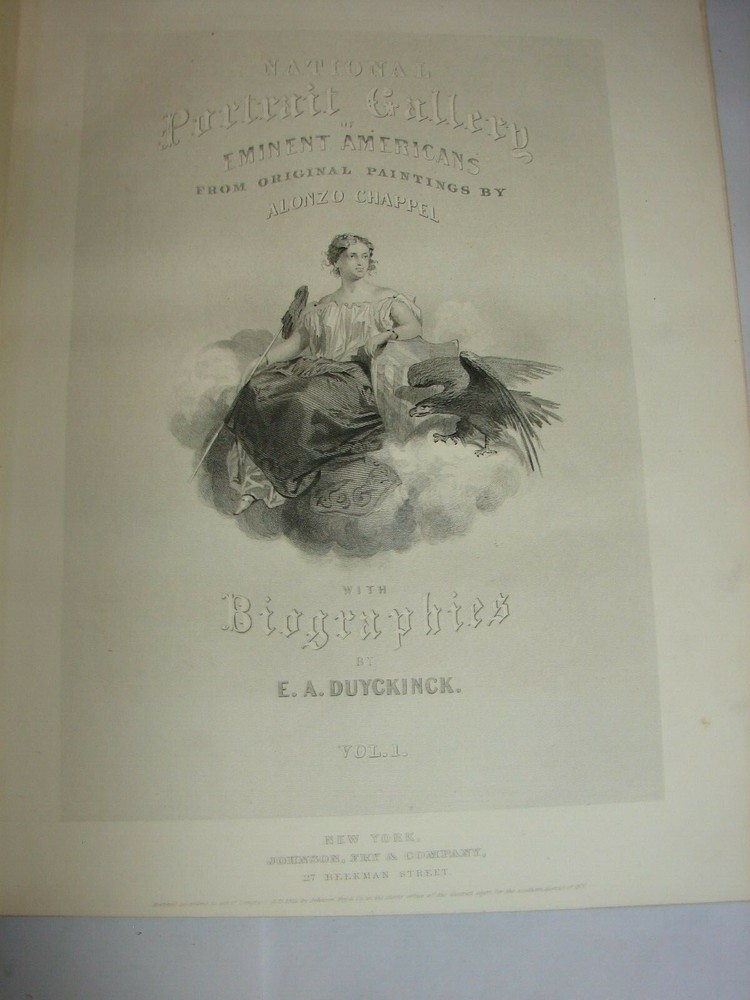 NATIONAL
Portrait Gallery
OF
EMINENT AMERICANS
FROM ORIGINAL PAINTINGS BY
ALONZO CHAPPEL
WITH
Biographies
BY
E. A. DUYCKINCK.
VOL. 1.
NEW YORK,
JOHNSON, FRY & COMPANY,
27 BEEKMAN STREET